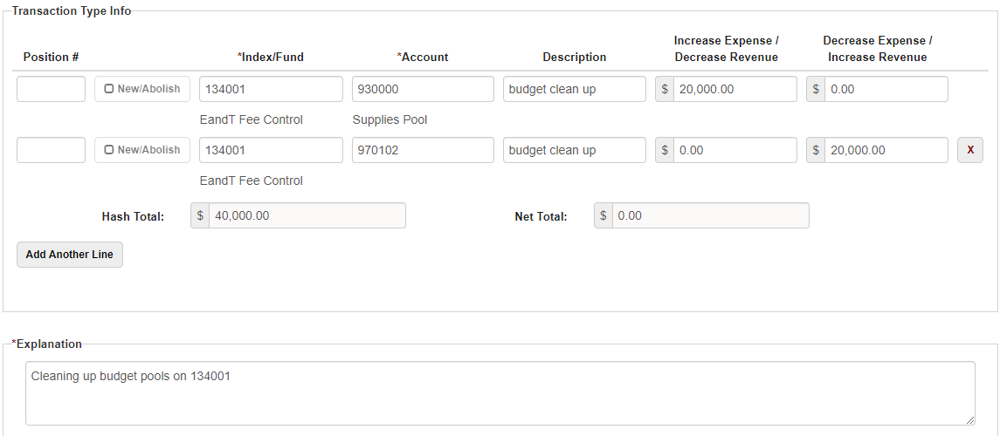 Transaction Type Info
Increase Expense / Decrease Expense /
Position # *Index/Fund *Account Description Decrease Revenue Increase Revenue
New/Abolish 134001 930000 budget clean up $ 20,000.00 $ 0.00
EandT Fee Control Supplies Pool
New/Abolish 134001 970102 budget clean up $ 0.00 $ 20,000.00 X
EandT Fee Control
Hash Total: $ 40,000.00 Net Total: $ 0.00
Add Another Line
*Explanation
Cleaning up budget pools on 134001